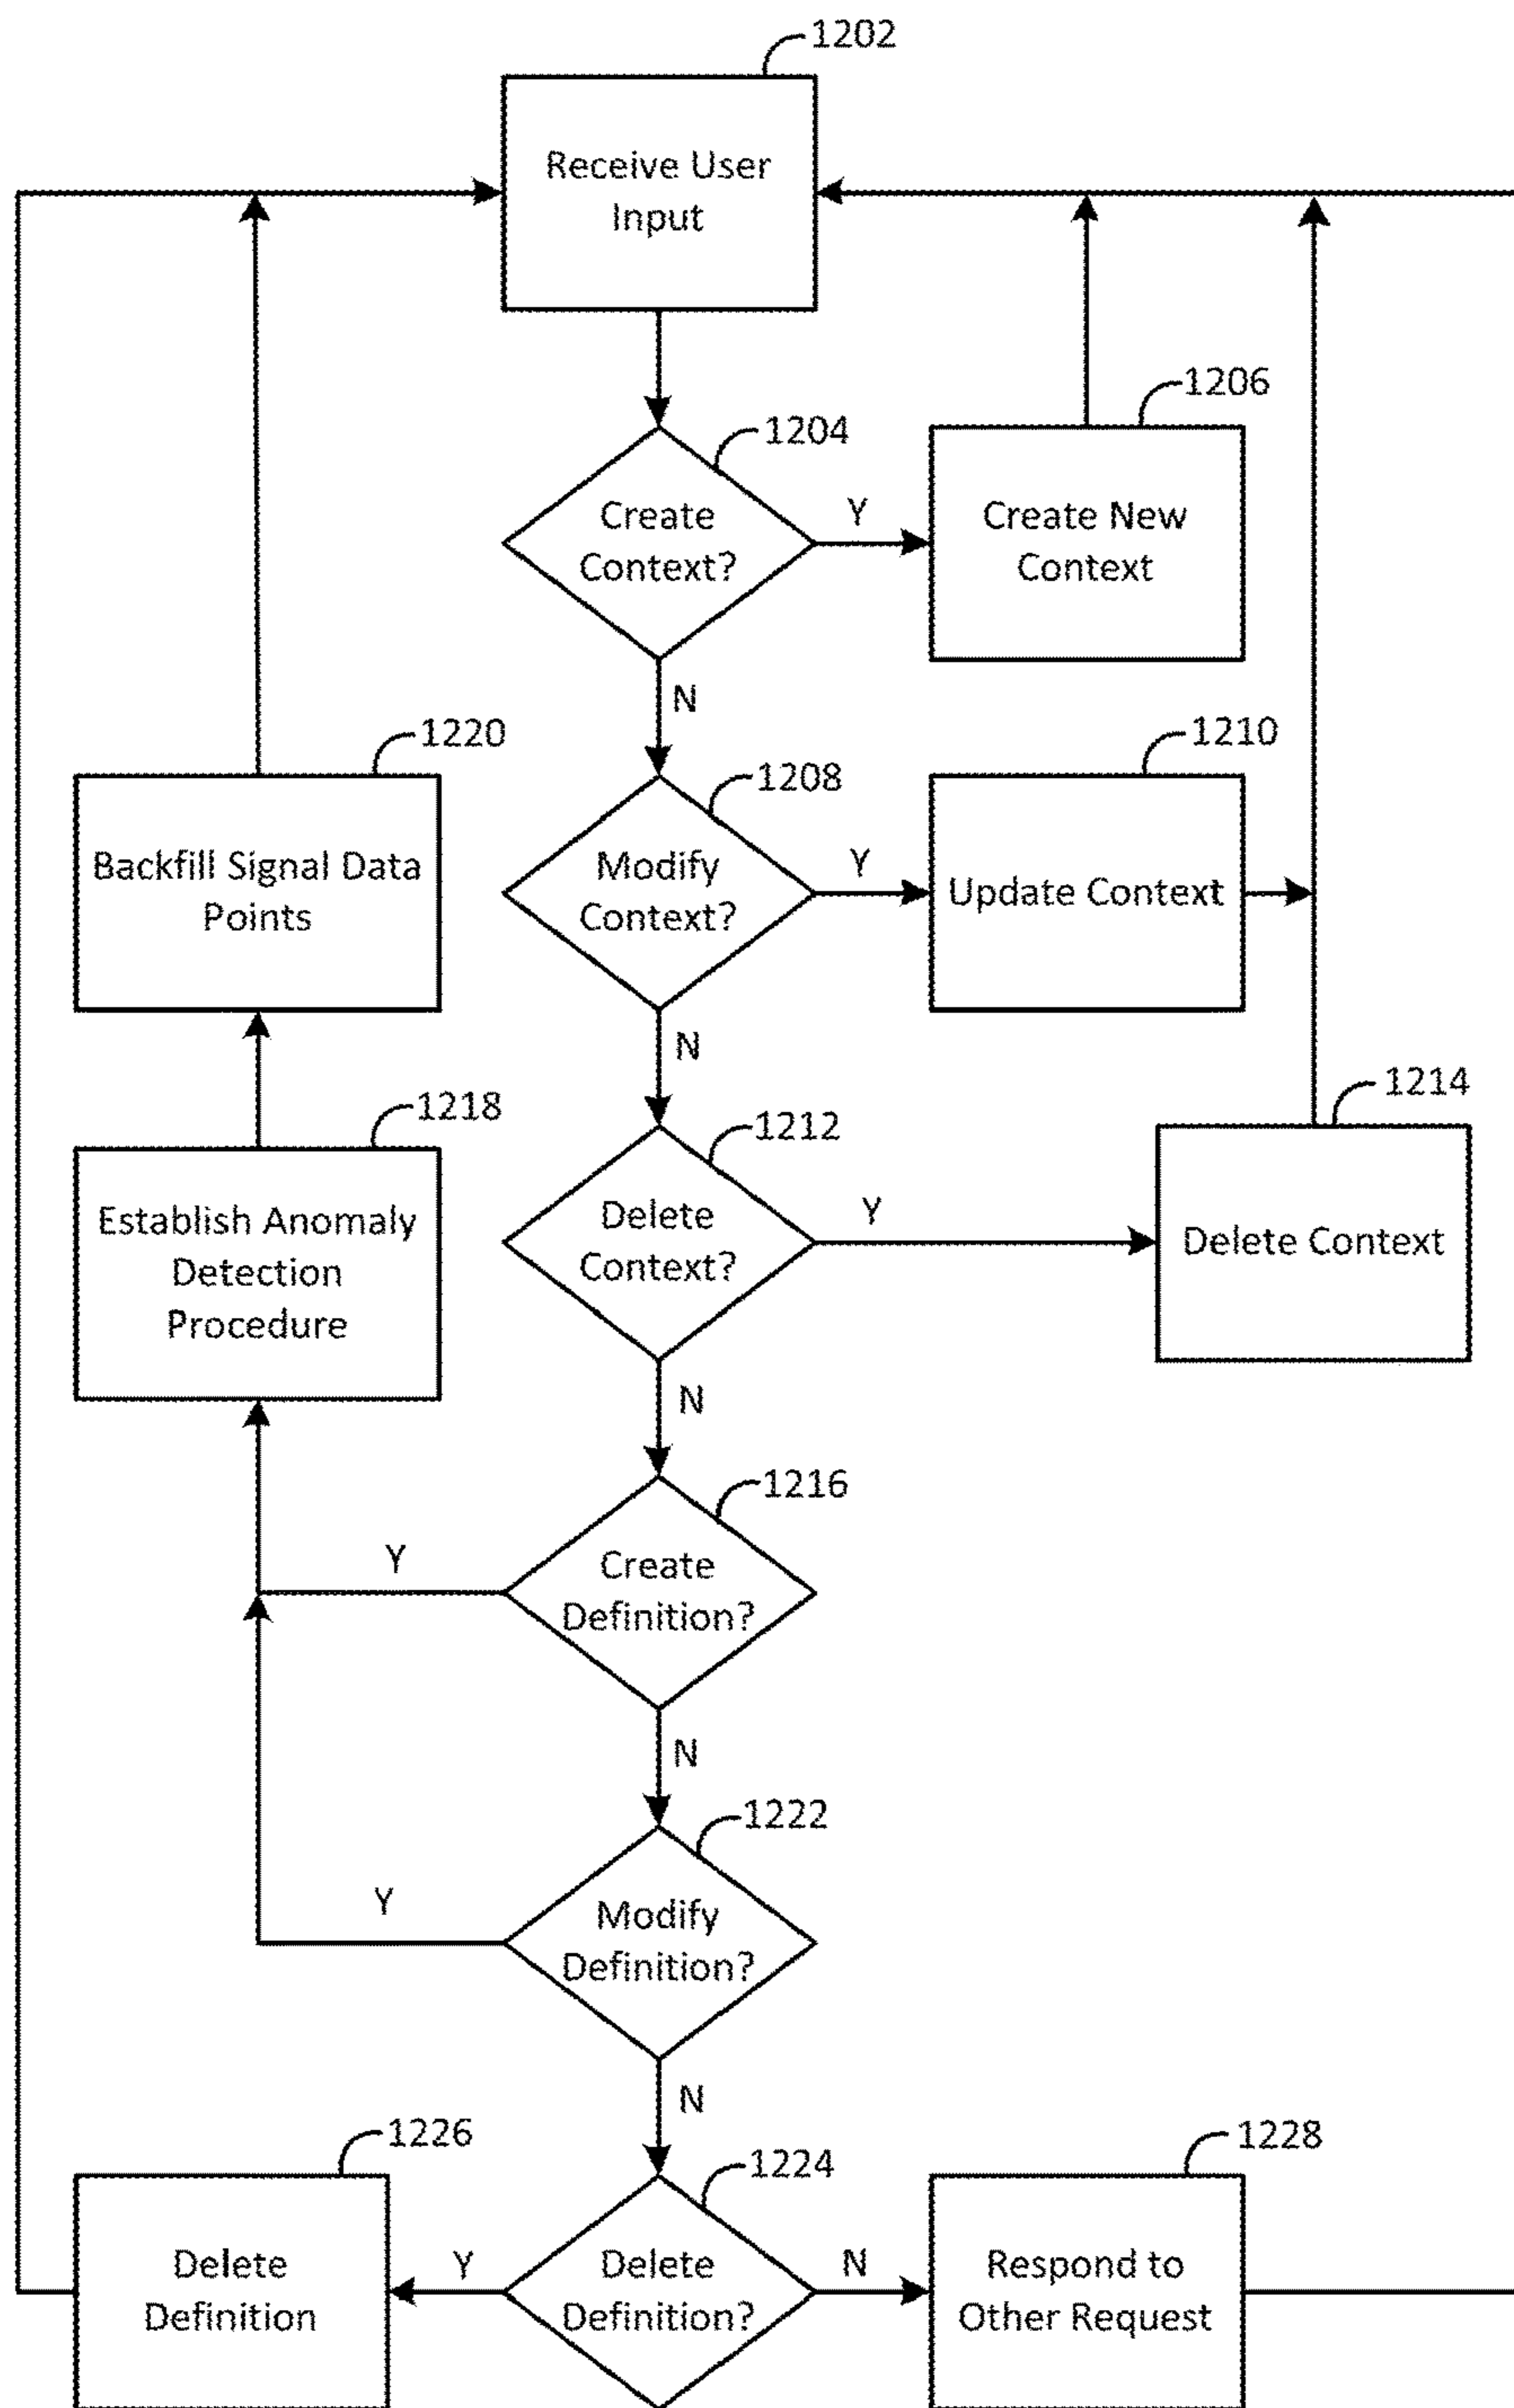 1202
Receive User
Input
1204
Create
Context?
Y
1206
Create New
Context
N
1208
Modify
Context?
Y
1210
Update Context
N
1212
Delete
Context?
Y
1214
Delete Context
N
1216
Create
Definition?
Y
1218
Establish Anomaly
Detection
Procedure
1220
Backfill Signal Data
Points
N
1222
Modify
Definition?
Y
N
1224
Delete
Definition?
Y
1226
Delete
Definition
N
1228
Respond to
Other Request